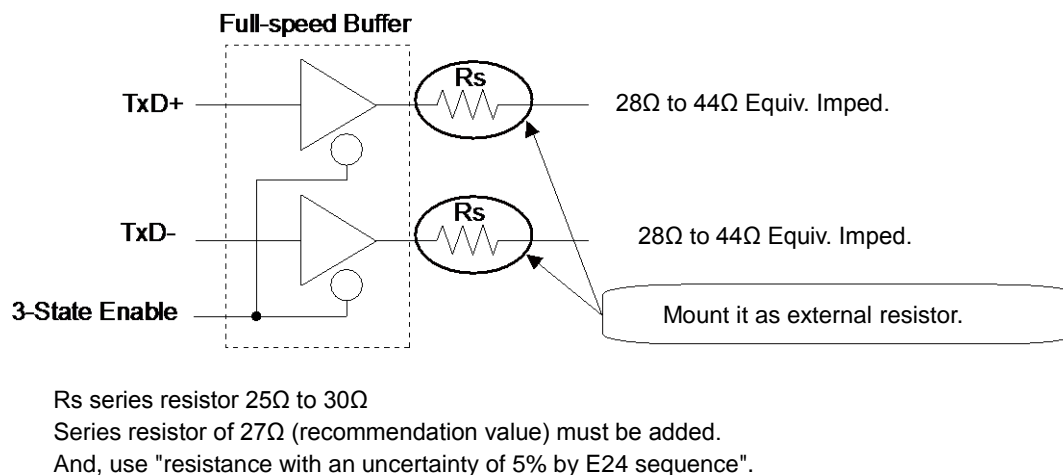 Full-speed Buffer
TxD+
Rs
28Ω to 44Ω Equiv. Imped.
TxD-
Rs
28Ω to 44Ω Equiv. Imped.
3-State Enable
Mount it as external resistor.
Rs series resistor 25Ω to 30Ω
Series resistor of 27Ω (recommendation value) must be added.
And, use "resistance with an uncertainty of 5% by E24 sequence".